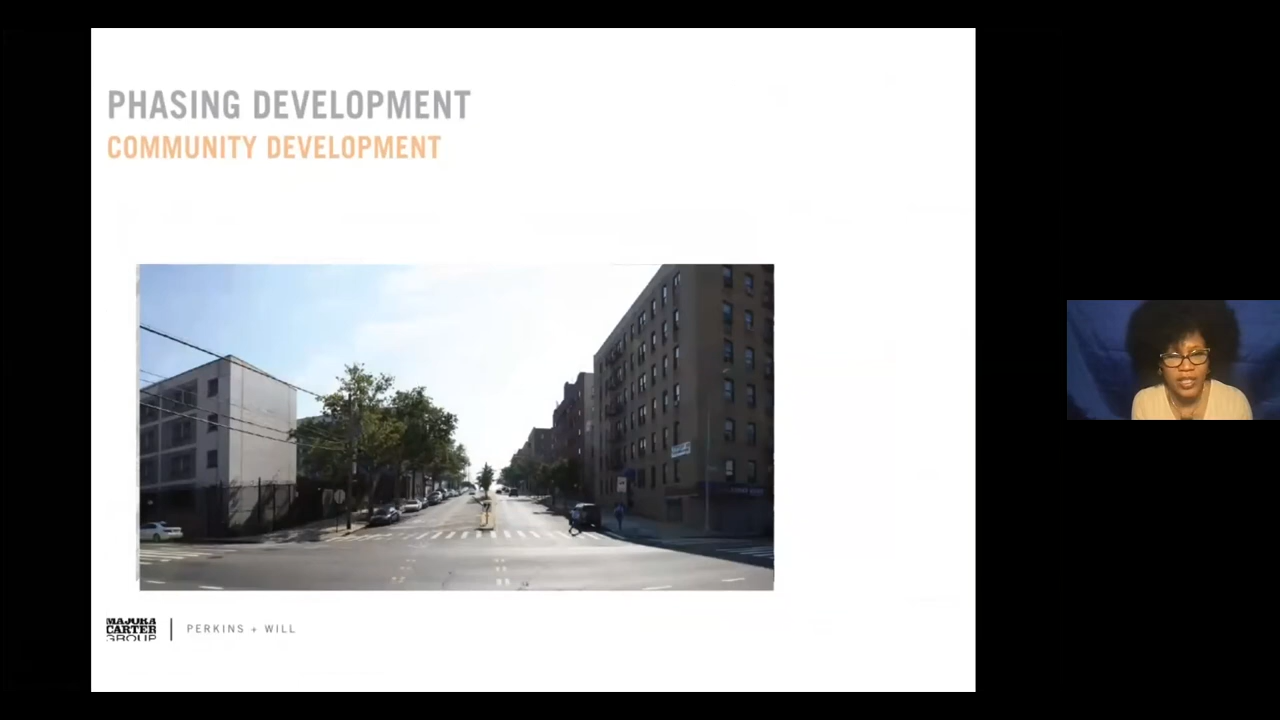 PHASING DEVELOPMENT
COMMUNITY DEVELOPMENT
MAJORA
CARTER
GROUP
PERKINS + WILL